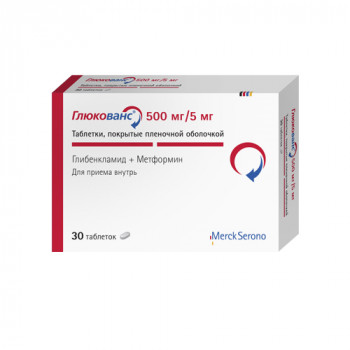 Глюкованс® 500 мг/5 мг
Таблетки, покрытые пленочной оболочкой
Глибенкламид + Метформин
Для приема внутрь
30 таблеток
MerckSerono